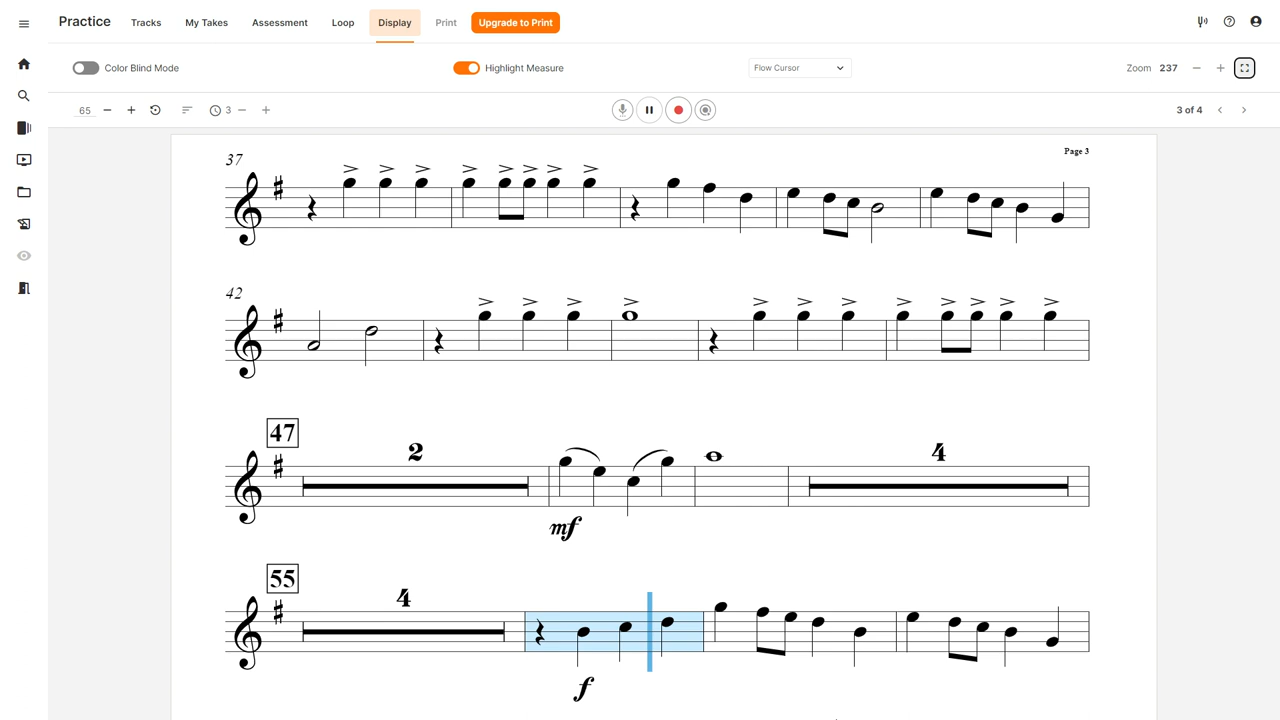 Practice Tracks My Takes Assessment Loop Display Print Upgrade to Print
Color Blind Mode Highlight Measure Flow Cursor Zoom 237
65 3 3 of 4
Page 3
37
42
47
2 4
mf
55
4
f